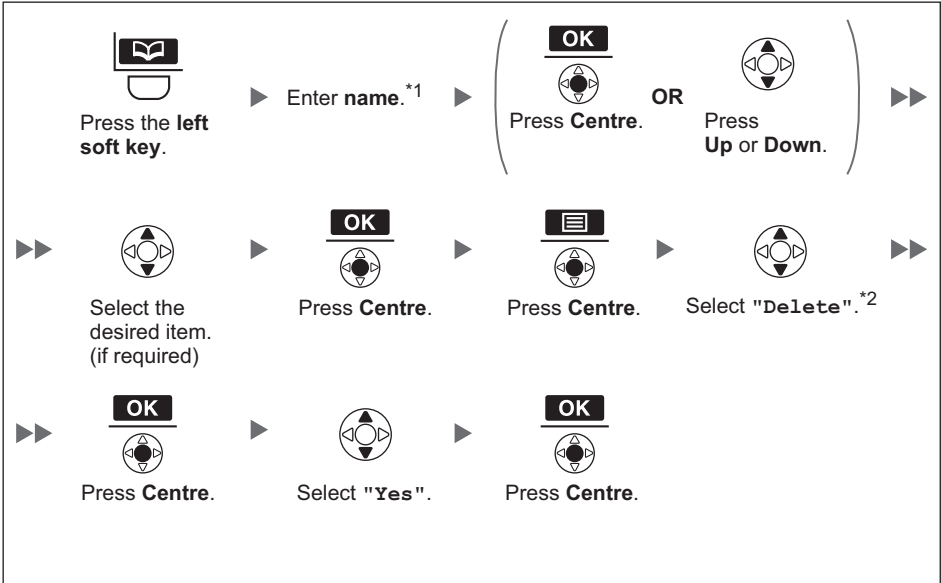 OK
Press the left
soft key.
Enter name.*1
Press Centre.
OR
Press
Up or Down.
Select the
desired item.
(if required)
OK
Press Centre.
Press Centre.
Select "Delete".*2
OK
Press Centre.
Select "Yes".
OK
Press Centre.